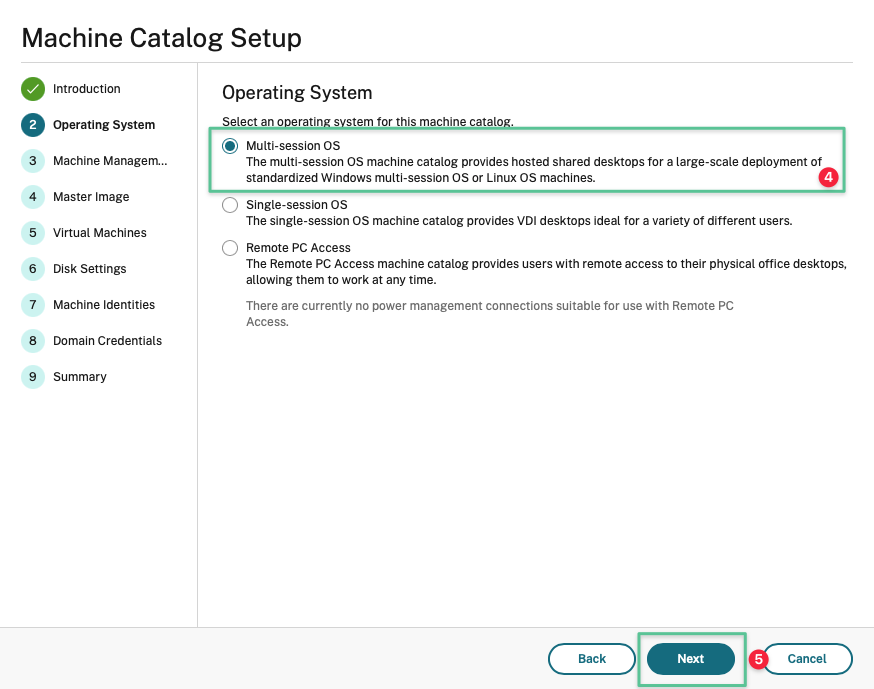 Machine Catalog Setup
Introduction
2 Operating System
3 Machine Managem...
4 Master Image
5 Virtual Machines
6 Disk Settings
7 Machine Identities
8 Domain Credentials
9 Summary
Operating System
Select an operating system for this machine catalog.
Multi-session OS
The multi-session OS machine catalog provides hosted shared desktops for a large-scale deployment of
standardized Windows multi-session OS or Linux OS machines.
4
Single-session OS
The single-session OS machine catalog provides VDI desktops ideal for a variety of different users.
Remote PC Access
The Remote PC Access machine catalog provides users with remote access to their physical office desktops,
allowing them to work at any time.
There are currently no power management connections suitable for use with Remote PC
Access.
Back Next 5 Cancel